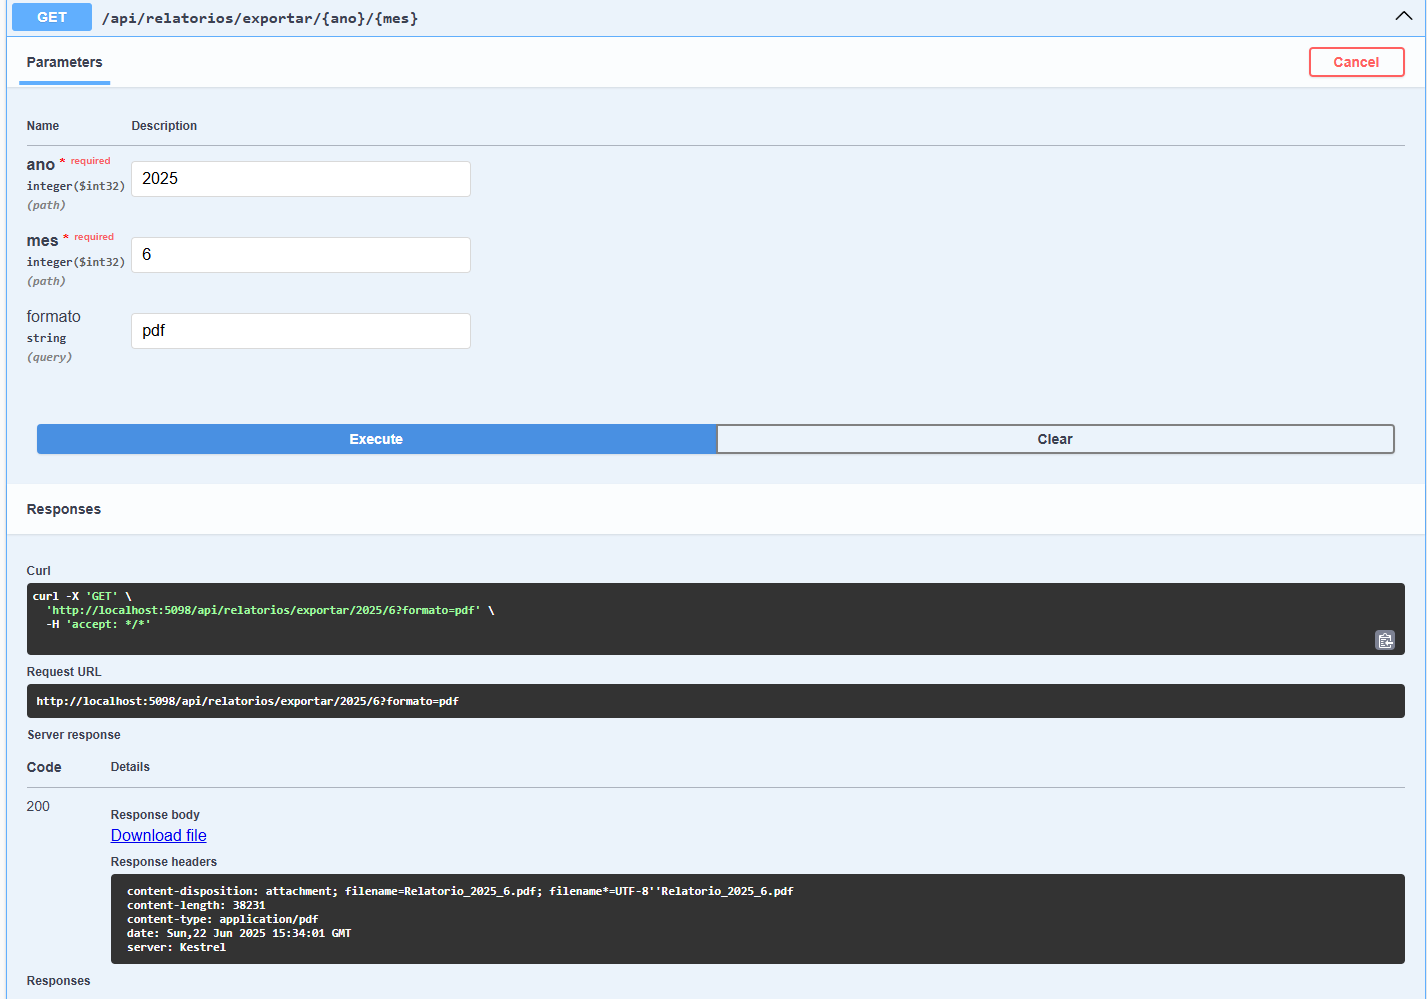 GET /api/relatorios/exportar/{ano}/{mes}
Parameters
Cancel
Name Description
ano * required
integer($int32)
(path)
2025
mes * required
integer($int32)
(path)
6
formato
string
(query)
pdf
Execute
Clear
Responses
Curl
curl -X 'GET' \
'http://localhost:5098/api/relatorios/exportar/2025/6?formato=pdf' \
-H 'accept: */*'
Request URL
http://localhost:5098/api/relatorios/exportar/2025/6?formato=pdf
Server response
Code Details
200
Response body
Download file
Response headers
content-disposition: attachment; filename=Relatorio_2025_6.pdf; filename*=UTF-8''Relatorio_2025_6.pdf
content-length: 38231
content-type: application/pdf
date: Sun,22 Jun 2025 15:34:01 GMT
server: Kestrel
Responses